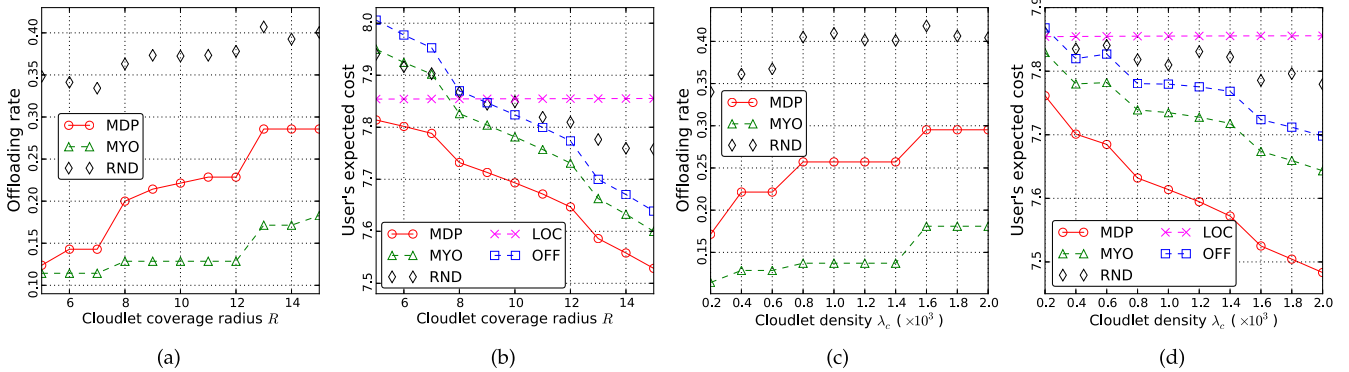 Offloading rate
0.40
0.35
0.30
0.25
0.20
0.15
0.10
MDP
MYO
RND
6 8 10 12 14
Cloudlet coverage radius R
(a)
User's expected cost
8.0
7.9
7.8
7.7
7.6
7.5
MDP
MYO
RND
LOC
OFF
6 8 10 12 14
Cloudlet coverage radius R
(b)
Offloading rate
0.40
0.35
0.30
0.25
0.20
0.15
MDP
MYO
RND
0.2 0.4 0.6 0.8 1.0 1.2 1.4 1.6 1.8 2.0
Cloudlet density λc (×10³)
(c)
User's expected cost
7.9
7.8
7.7
7.6
7.5
MDP
MYO
RND
LOC
OFF
0.2 0.4 0.6 0.8 1.0 1.2 1.4 1.6 1.8 2.0
Cloudlet density λc (×10³)
(d)